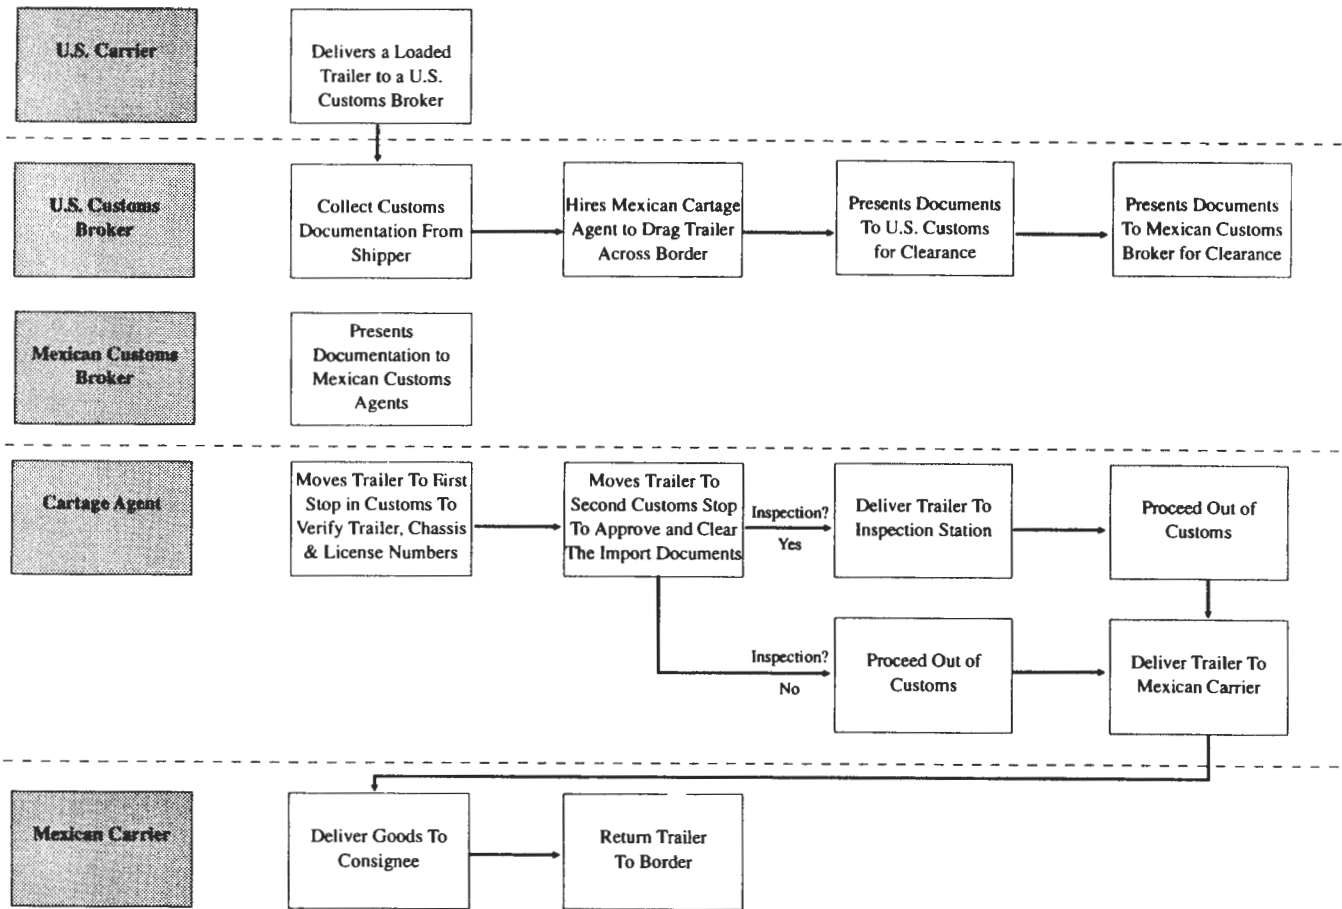 U.S. Carrier
Delivers a Loaded
Trailer to a U.S.
Customs Broker
U.S. Customs
Broker
Collect Customs
Documentation From
Shipper
Hires Mexican Cartage
Agent to Drag Trailer
Across Border
Presents Documents
To U.S. Customs
for Clearance
Presents Documents
To Mexican Customs
Broker for Clearance
Mexican Customs
Broker
Presents
Documentation to
Mexican Customs
Agents
Cartage Agent
Moves Trailer To First
Stop in Customs To
Verify Trailer, Chassis
& License Numbers
Moves Trailer To
Second Customs Stop
To Approve and Clear
The Import Documents
Inspection?
Yes
Deliver Trailer To
Inspection Station
Proceed Out of
Customs
Inspection?
No
Proceed Out of
Customs
Deliver Trailer To
Mexican Carrier
Mexican Carrier
Deliver Goods To
Consignee
Return Trailer
To Border